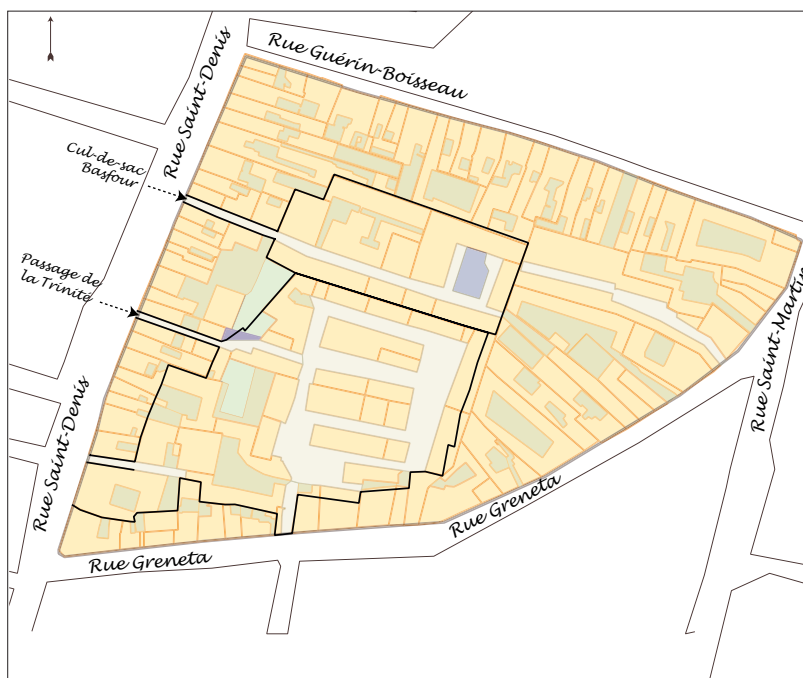 Rue Saint-Denis
Rue Guérin-Boisseau
Cul-de-sac
Basfour
Passage de
la Trinité
Rue Saint-Martin
Rue Saint-Denis
Rue Greneta
Rue Greneta